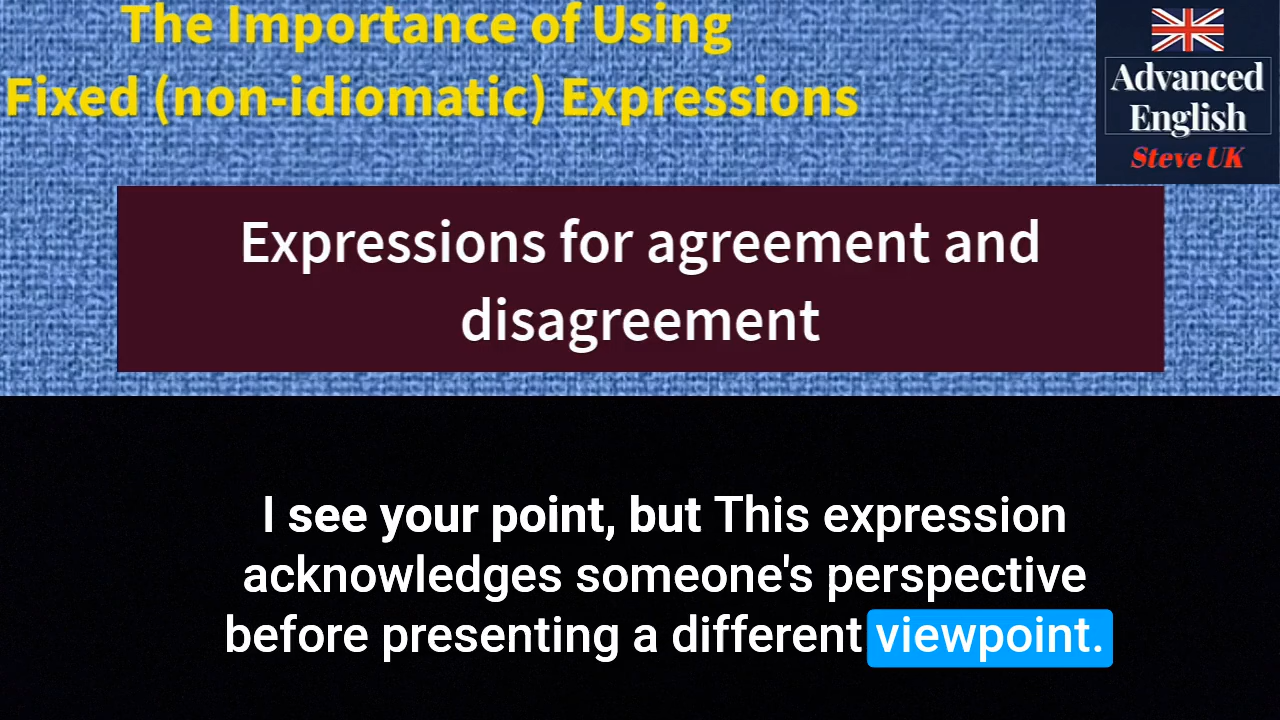 The Importance of Using
Fixed (non-idiomatic) Expressions
Advanced
English
Steve UK
Expressions for agreement and
disagreement
I see your point, but This expression
acknowledges someone's perspective
before presenting a different viewpoint.